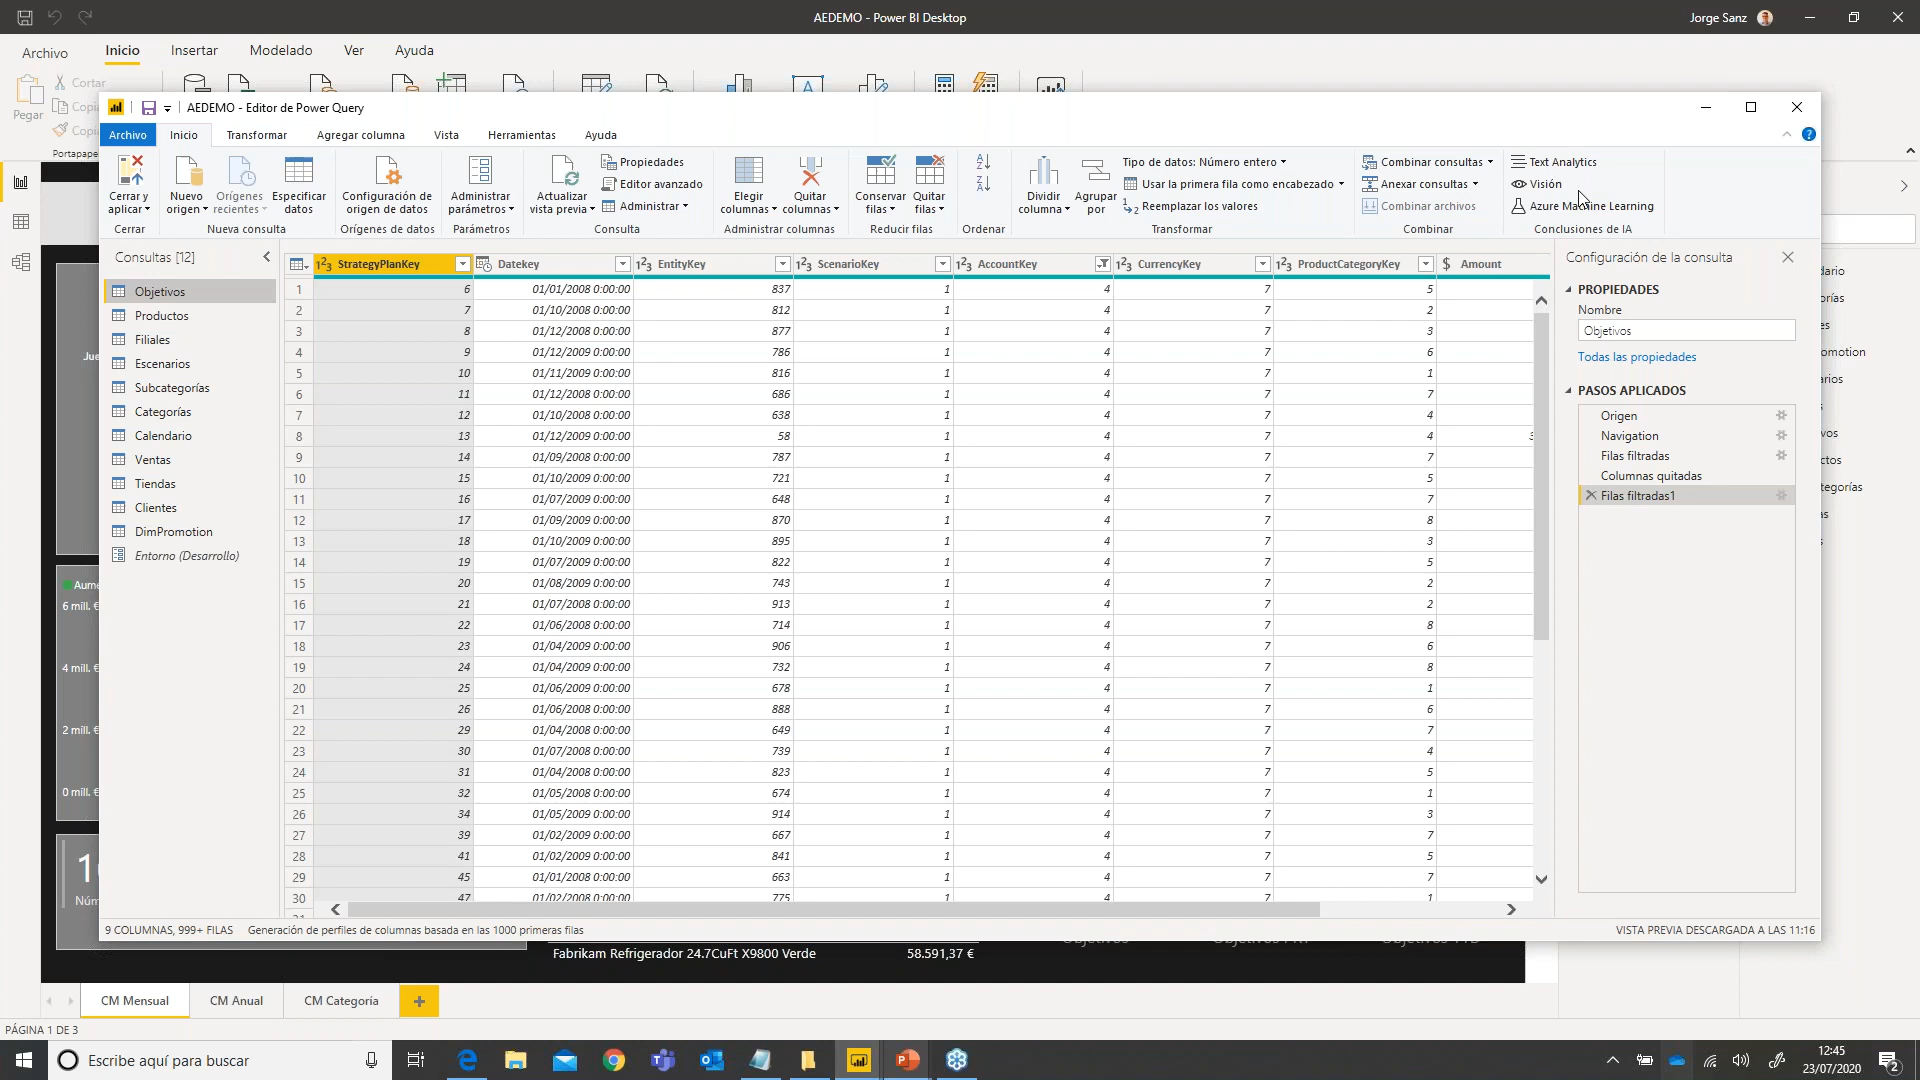 AEDEMO - Power BI Desktop
Jorge Sanz
Archivo Inicio Insertar Modelado Ver Ayuda
Cortar
Pegar
Portapape
AEDEMO - Editor de Power Query
Archivo Inicio Transformar Agregar columna Vista Herramientas Ayuda
Cerrar y aplicar
Cerrar
Nuevo origen
Orígenes recientes
Especificar datos
Nueva consulta
Configuración de origen de datos
Orígenes de datos
Administrar parámetros
Parámetros
Actualizar vista previa
Propiedades
Editor avanzado
Administrar
Consulta
Elegir columnas
Quitar columnas
Administrar columnas
Conservar filas
Quitar filas
Reducir filas
Ordenar
Dividir columna
Agrupar por
Tipo de datos: Número entero
Usar la primera fila como encabezado
Reemplazar los valores
Transformar
Combinar consultas
Anexar consultas
Combinar archivos
Combinar
Text Analytics
Visión
Azure Machine Learning
Conclusiones de IA
Consultas [12]
Objetivos
Productos
Filiales
Escenarios
Subcategorías
Categorías
Calendario
Ventas
Tiendas
Clientes
DimPromotion
Entorno (Desarrollo)
StrategyPlanKey Datekey EntityKey ScenarioKey AccountKey CurrencyKey ProductCategoryKey $ Amount
1 6 01/01/2008 0:00:00 837 1 4 7 5
2 7 01/10/2008 0:00:00 812 1 4 7 2
3 8 01/12/2008 0:00:00 877 1 4 7 3
4 9 01/12/2009 0:00:00 786 1 4 7 6
5 10 01/11/2009 0:00:00 816 1 4 7 1
6 11 01/12/2008 0:00:00 686 1 4 7 7
7 12 01/10/2008 0:00:00 638 1 4 7 4
8 13 01/12/2009 0:00:00 58 1 4 7 4
9 14 01/09/2008 0:00:00 787 1 4 7 7
10 15 01/10/2009 0:00:00 721 1 4 7 5
11 16 01/07/2009 0:00:00 648 1 4 7 7
12 17 01/09/2009 0:00:00 870 1 4 7 8
13 18 01/10/2009 0:00:00 895 1 4 7 3
14 19 01/07/2009 0:00:00 822 1 4 7 5
15 20 01/08/2009 0:00:00 743 1 4 7 2
16 21 01/07/2008 0:00:00 913 1 4 7 2
17 22 01/06/2008 0:00:00 714 1 4 7 8
18 23 01/04/2009 0:00:00 906 1 4 7 6
19 24 01/04/2009 0:00:00 732 1 4 7 8
20 25 01/06/2009 0:00:00 678 1 4 7 1
21 26 01/06/2008 0:00:00 888 1 4 7 6
22 29 01/04/2008 0:00:00 649 1 4 7 7
23 30 01/07/2008 0:00:00 739 1 4 7 4
24 31 01/04/2008 0:00:00 823 1 4 7 5
25 32 01/05/2008 0:00:00 674 1 4 7 1
26 34 01/05/2009 0:00:00 914 1 4 7 3
27 39 01/02/2009 0:00:00 667 1 4 7 7
28 41 01/02/2009 0:00:00 841 1 4 7 5
29 45 01/01/2008 0:00:00 663 1 4 7 7
30 47 01/02/2008 0:00:00 775 1 4 7 1
Configuración de la consulta
PROPIEDADES
Nombre
Objetivos
Todas las propiedades
PASOS APLICADOS
Origen
Navigation
Filas filtradas
Columnas quitadas
Filas filtradas1
9 COLUMNS, 999+ FILAS Generación de perfiles de columnas basada en las 1000 primeras filas
VISTA PREVIA DESCARGADA A LAS 11:16
6 mill. €
4 mill. €
2 mill. €
0 mill. €
Fabrikam Refrigerador 24.7CuFt X9800 Verde 58.591,37 €
CM Mensual CM Anual CM Categoría +
PÁGINA 1 DE 3
Escribe aquí para buscar
12:45
23/07/2020
2